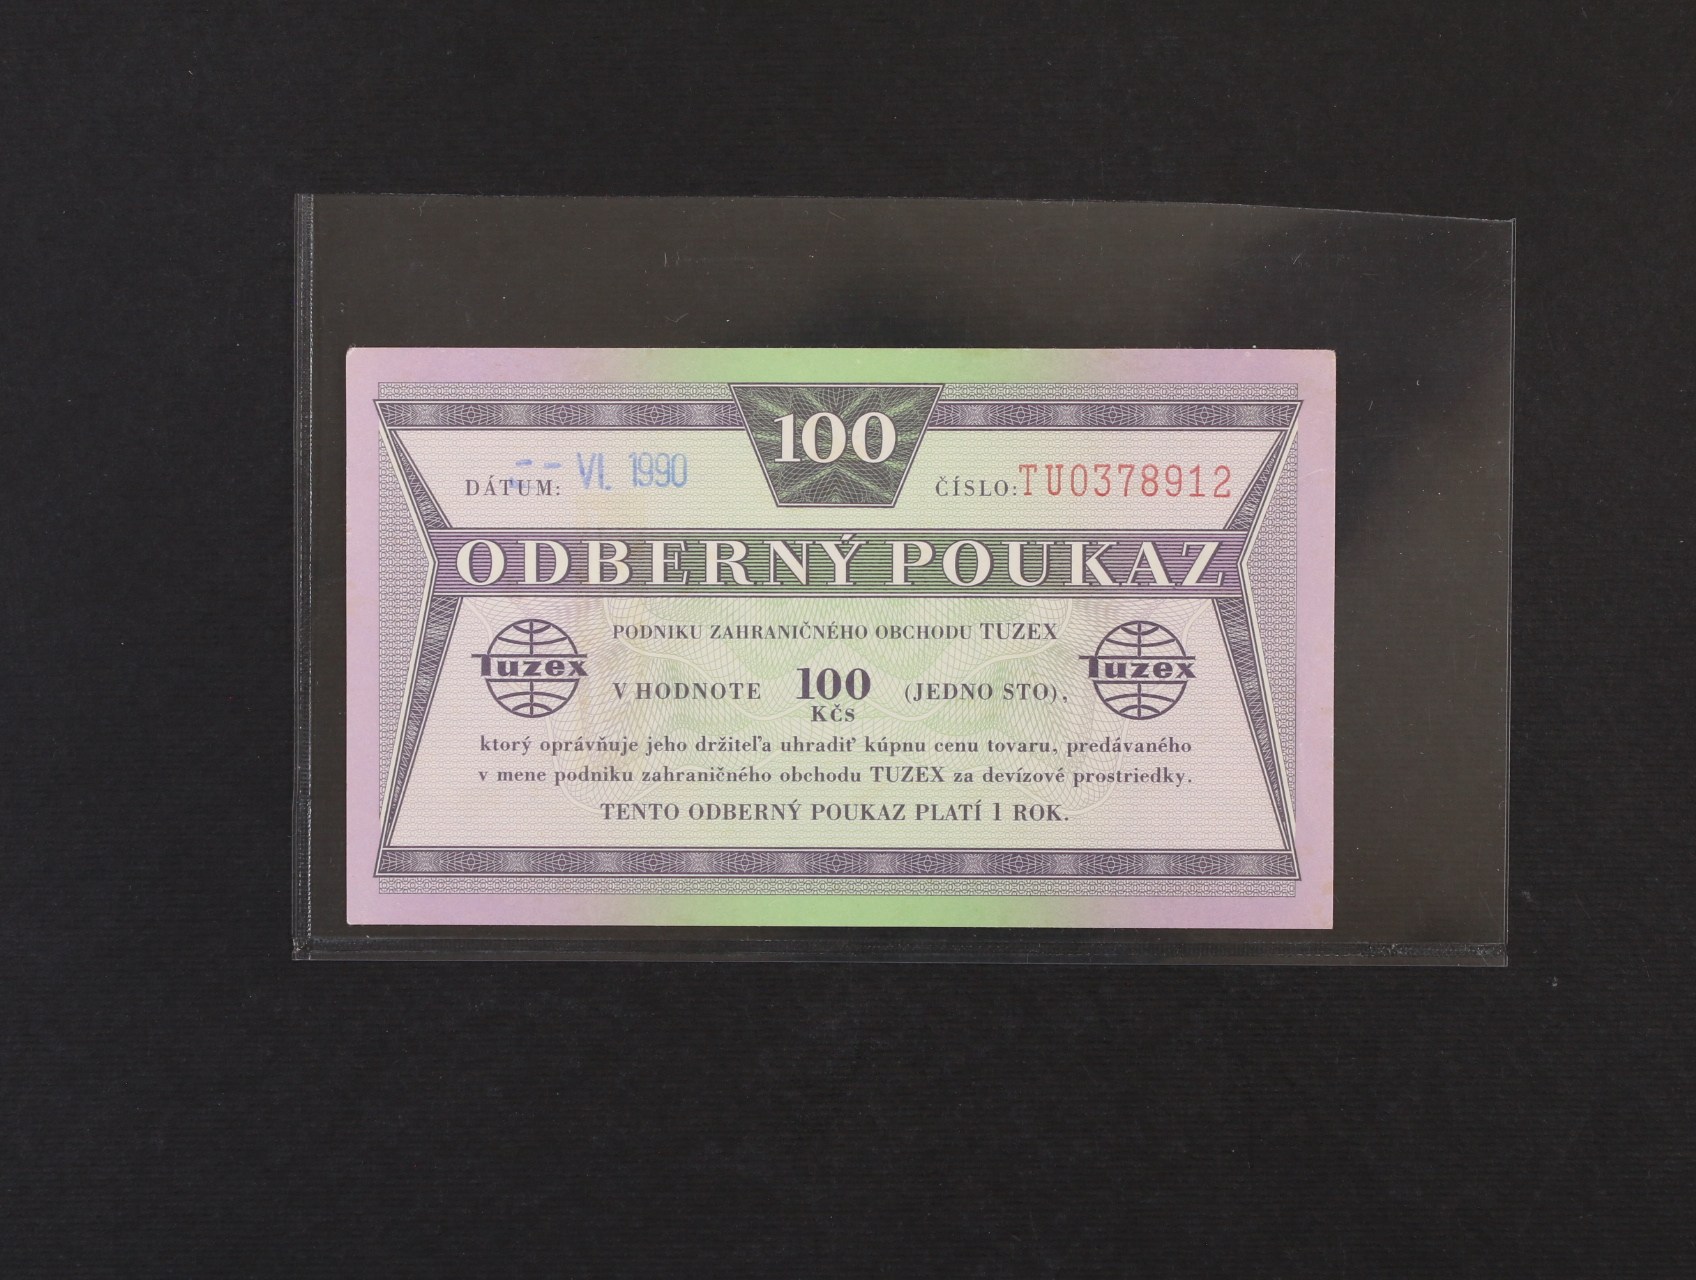 100
DÁTUM: -- VI. 1990
ČÍSLO: TU0378912
ODBERNÝ POUKAZ
PODNIKU ZAHRANIČNÉHO OBCHODU TUZEX
Tuzex
V HODNOTE 100 (JEDNO STO),
Kčs
Tuzex
ktorý oprávňuje jeho držiteľa uhradiť kúpnu cenu tovaru, predávaného
v mene podniku zahraničného obchodu TUZEX za devízové prostriedky.
TENTO ODBERNÝ POUKAZ PLATÍ 1 ROK.